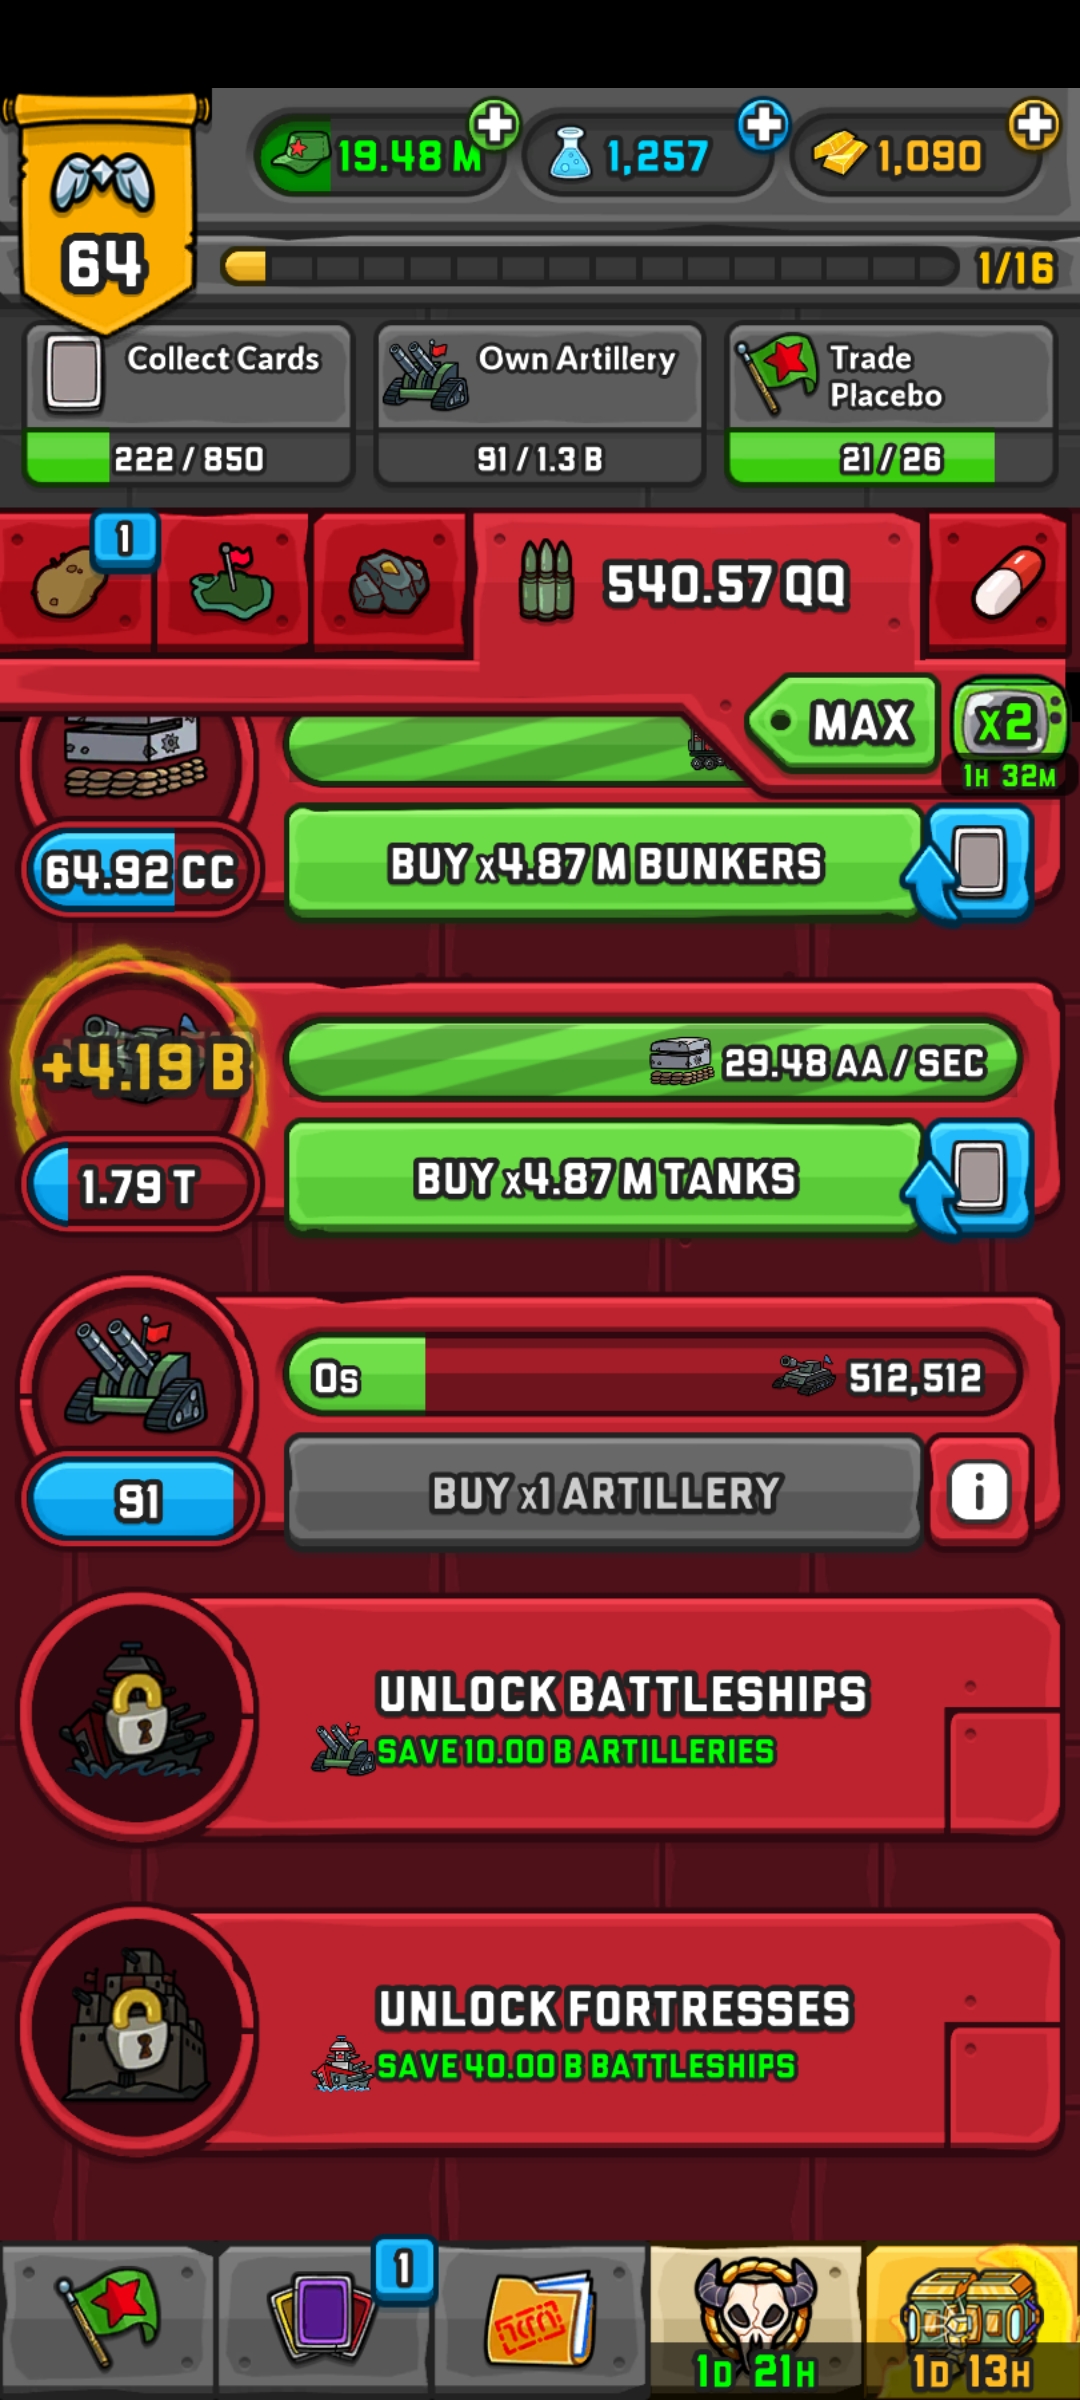 19.48 M
1,257
1,090
64
1/16
Collect Cards
222 / 850
Own Artillery
91 / 1.3 B
Trade
Placebo
21 / 26
1
540.57 QQ
MAX
x2
1H 32M
64.92 CC
BUY x4.87 M BUNKERS
+4.19 B
29.48 AA / SEC
1.79 T
BUY x4.87 M TANKS
0s
512,512
91
BUY x1 ARTILLERY
i
UNLOCK BATTLESHIPS
SAVE 10.00 B ARTILLERIES
UNLOCK FORTRESSES
SAVE 40.00 B BATTLESHIPS
1
1D 21H
1D 13H